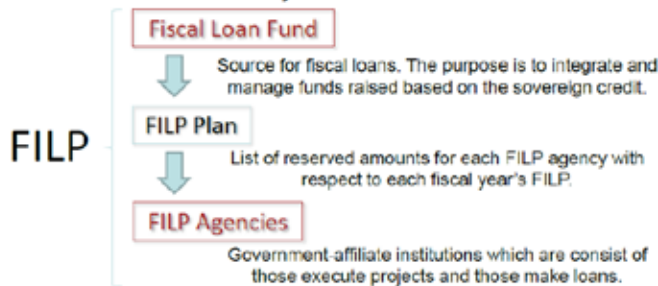 Fiscal Loan Fund
Source for fiscal loans. The purpose is to integrate and
manage funds raised based on the sovereign credit.
FILP Plan
FILP
List of reserved amounts for each FILP agency with
respect to each fiscal year's FILP.
FILP Agencies
Government-affiliate institutions which are consist of
those execute projects and those make loans.